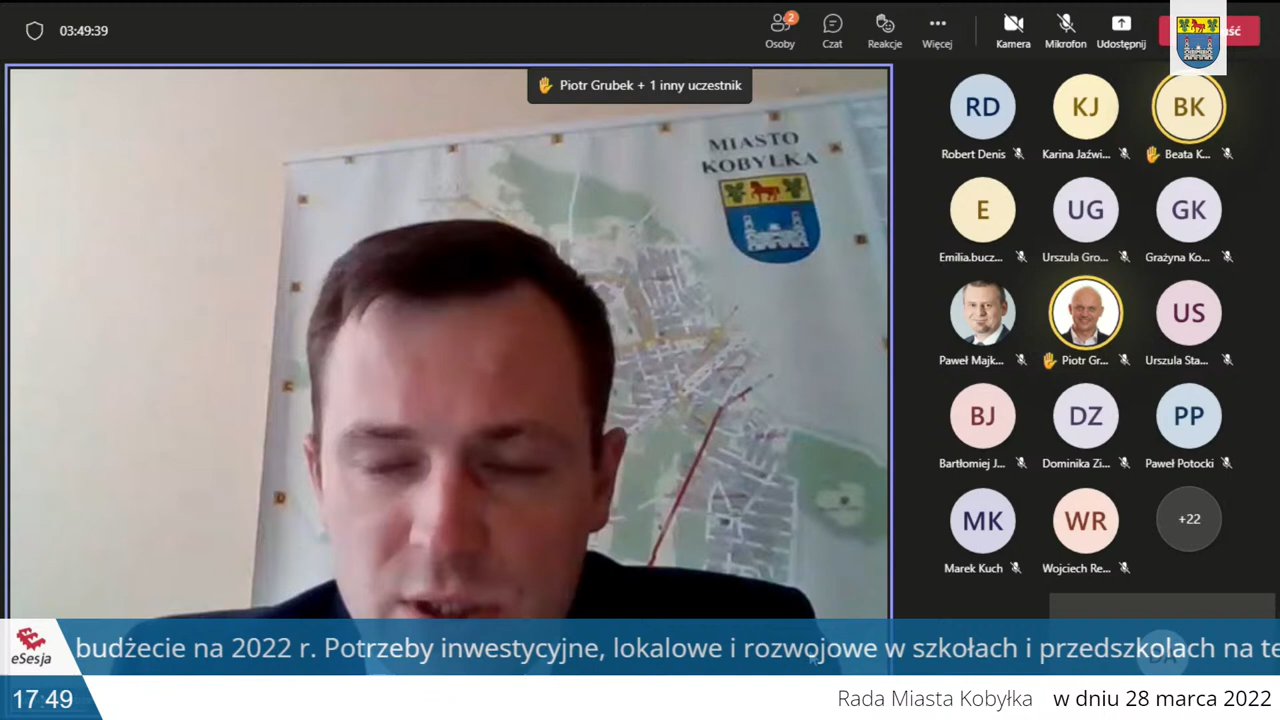 03:49:39
2
Osoby
Czat
Reakcje
Więcej
Kamera
Mikrofon
Udostępnij
Piotr Grubek + 1 inny uczestnik
MIASTO
KOBYŁKA
RD
KJ
BK
Robert Denis
Karina Jaźwi...
Beata K...
E
UG
GK
Emilia.bucz...
Urszula Gro...
Grażyna Ko...
US
Paweł Majk...
Piotr Gr...
Urszula Sta...
BJ
DZ
PP
Bartłomiej J...
Dominika Zi...
Paweł Potocki
MK
WR
+22
Marek Kuch
Wojciech Re...
eSesja
budżecie na 2022 r. Potrzeby inwestycyjne, lokalowe i rozwojowe w szkołach i przedszkolach na te
17:49
Rada Miasta Kobyłka w dniu 28 marca 2022